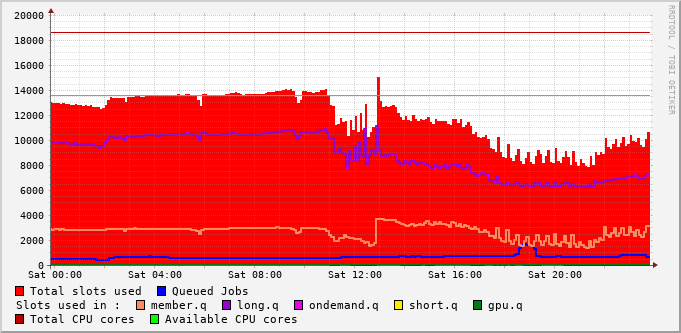 20000
18000
16000
14000
12000
10000
8000
6000
4000
2000
0
Sat 00:00 Sat 04:00 Sat 08:00 Sat 12:00 Sat 16:00 Sat 20:00
Total slots used Queued Jobs
Slots used in : member.q long.q ondemand.q short.q gpu.q
Total CPU cores Available CPU cores
RRDTOOL / TOBI OETIKER